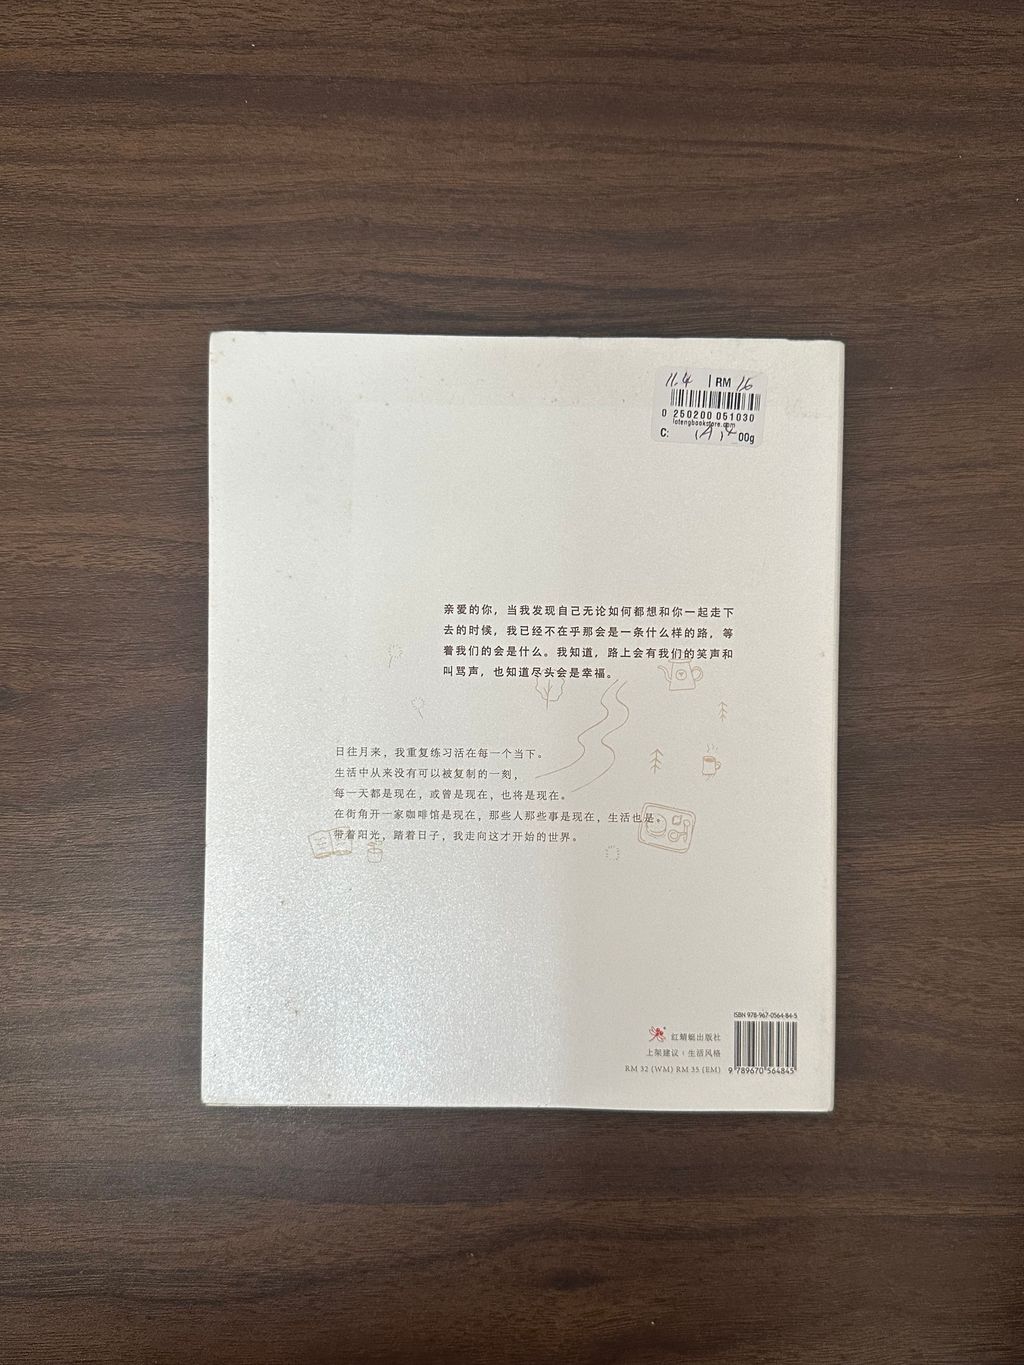 11.4 | RM 16
0 250200 051030
lotengbookstore.com
C: (A) 00g
亲爱的你，当我发现自己无论如何都想和你一起走下
去的时候，我已经不在乎那会是一条什么样的路，等
着我们的会是什么。我知道，路上会有我们的笑声和
叫骂声，也知道尽头会是幸福。
日往月来，我重复练习活在每一个当下。
生活中从来没有可以被复制的一刻，
每一天都是现在，或曾是现在，也将是现在。
在街角开一家咖啡馆是现在，那些人那些事是现在，生活也是。
带着阳光，踏着日子，我走向这才开始的世界。
红蜻蜓出版社
上架建议：生活风格
RM 32 (WM) RM 35 (EM)
ISBN 978-967-0564-84-5
9 789670 564845